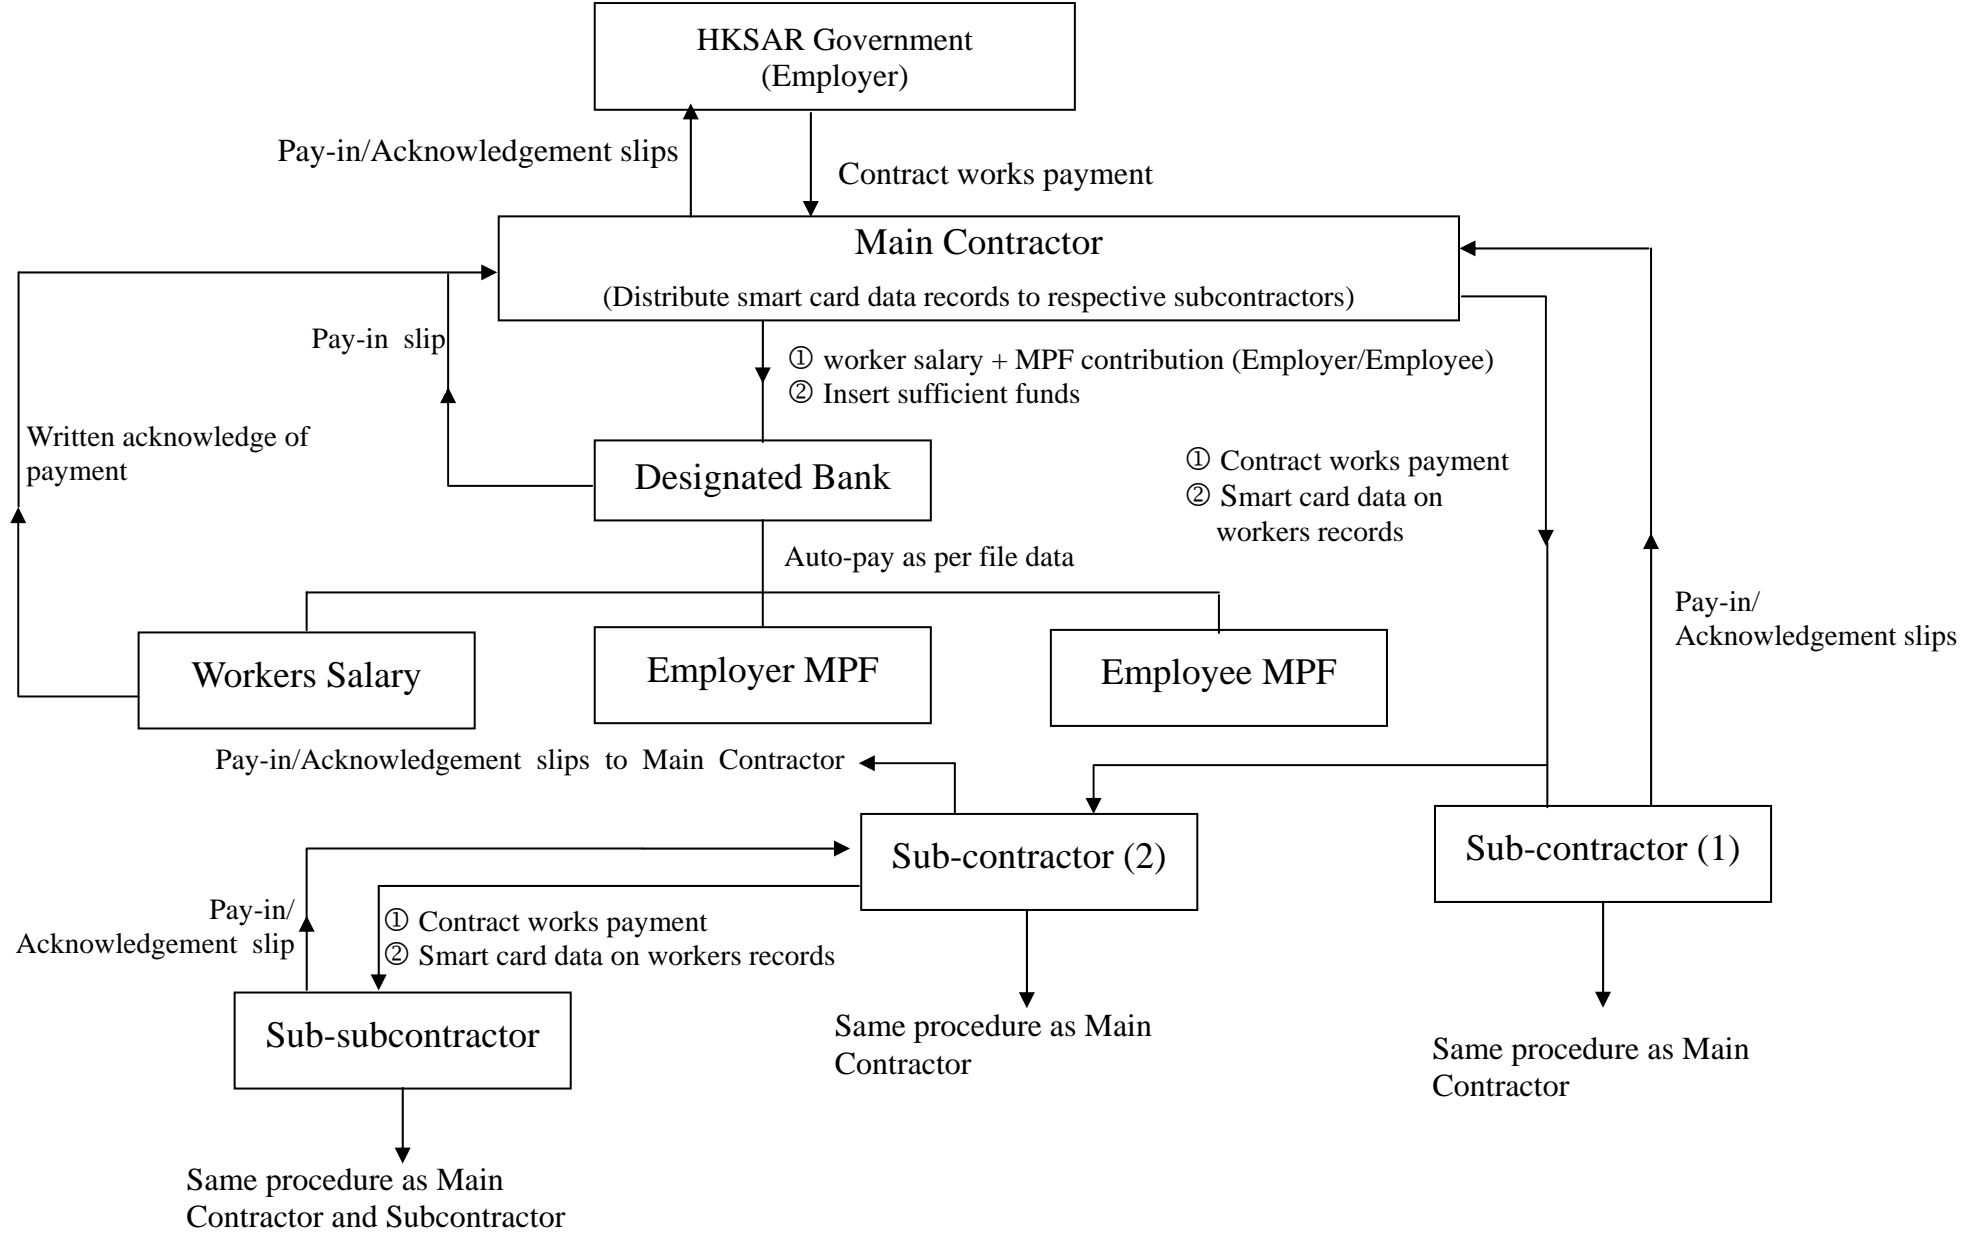 HKSAR Government
(Employer)
Pay-in/Acknowledgement slips
Contract works payment
Main Contractor
(Distribute smart card data records to respective subcontractors)
Pay-in slip
① worker salary + MPF contribution (Employer/Employee)
② Insert sufficient funds
Written acknowledge of
payment
Designated Bank
① Contract works payment
② Smart card data on
workers records
Auto-pay as per file data
Pay-in/
Acknowledgement slips
Workers Salary
Employer MPF
Employee MPF
Pay-in/Acknowledgement slips to Main Contractor
Sub-contractor (2)
Sub-contractor (1)
Pay-in/
Acknowledgement slip
① Contract works payment
② Smart card data on workers records
Sub-subcontractor
Same procedure as Main
Contractor
Same procedure as Main
Contractor
Same procedure as Main
Contractor and Subcontractor